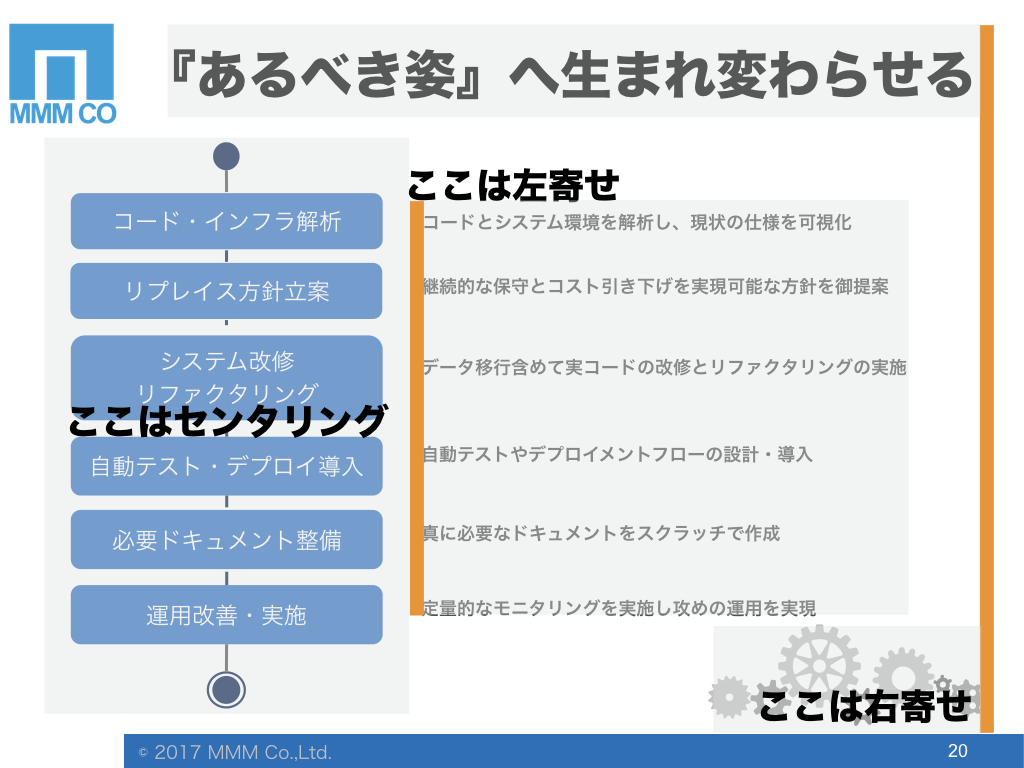 MMM CO
『あるべき姿』へ生まれ変わらせる
ここは左寄せ
コード・インフラ解析
コードとシステム環境を解析し、現状の仕様を可視化
リプレイス方針立案
継続的な保守とコスト引き下げを実現可能な方針を御提案
システム改修
リファクタリング
データ移行含めて実コードの改修とリファクタリングの実施
ここはセンタリング
自動テスト・デプロイ導入
自動テストやデプロイメントフローの設計・導入
必要ドキュメント整備
真に必要なドキュメントをスクラッチで作成
運用改善・実施
定量的なモニタリングを実施し攻めの運用を実現
ここは右寄せ
© 2017 MMM Co.,Ltd.
20